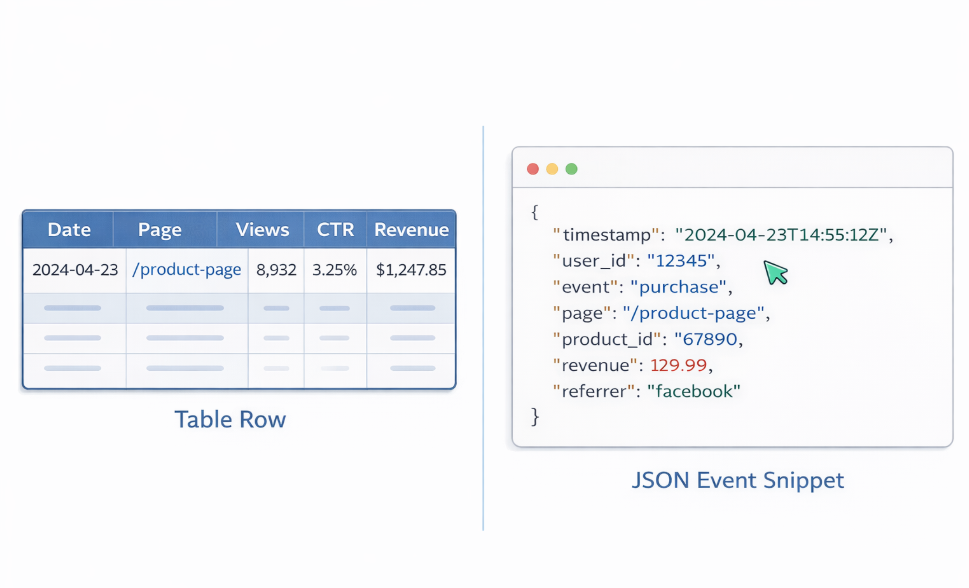 Date Page Views CTR Revenue
2024-04-23 /product-page 8,932 3.25% $1,247.85
Table Row
{
"timestamp": "2024-04-23T14:55:12Z",
"user_id": "12345",
"event": "purchase",
"page": "/product-page",
"product_id": "67890,
"revenue": 129.99,
"referrer": "facebook"
}
JSON Event Snippet